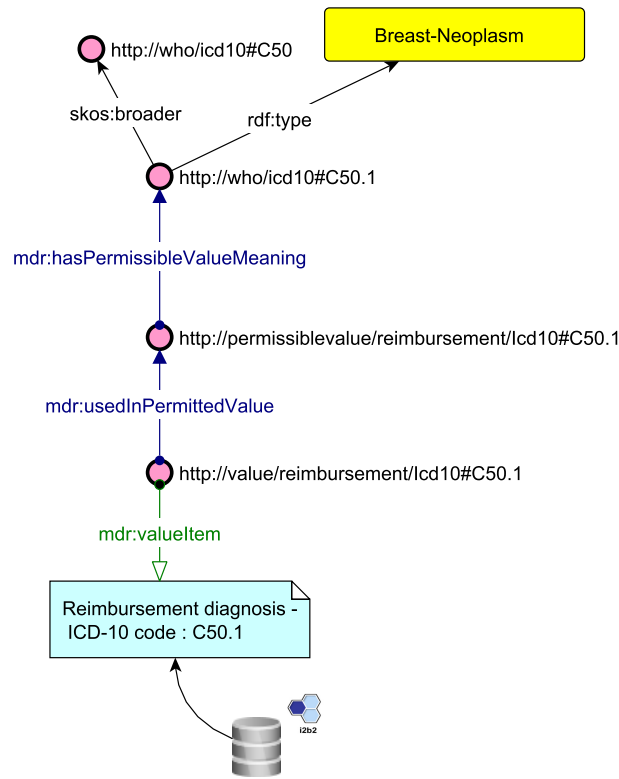 http://who/icd10#C50
Breast-Neoplasm
skos:broader
rdf:type
http://who/icd10#C50.1
mdr:hasPermissibleValueMeaning
http://permissiblevalue/reimbursement/Icd10#C50.1
mdr:usedInPermittedValue
http://value/reimbursement/Icd10#C50.1
mdr:valueItem
Reimbursement diagnosis -
ICD-10 code : C50.1
i2b2